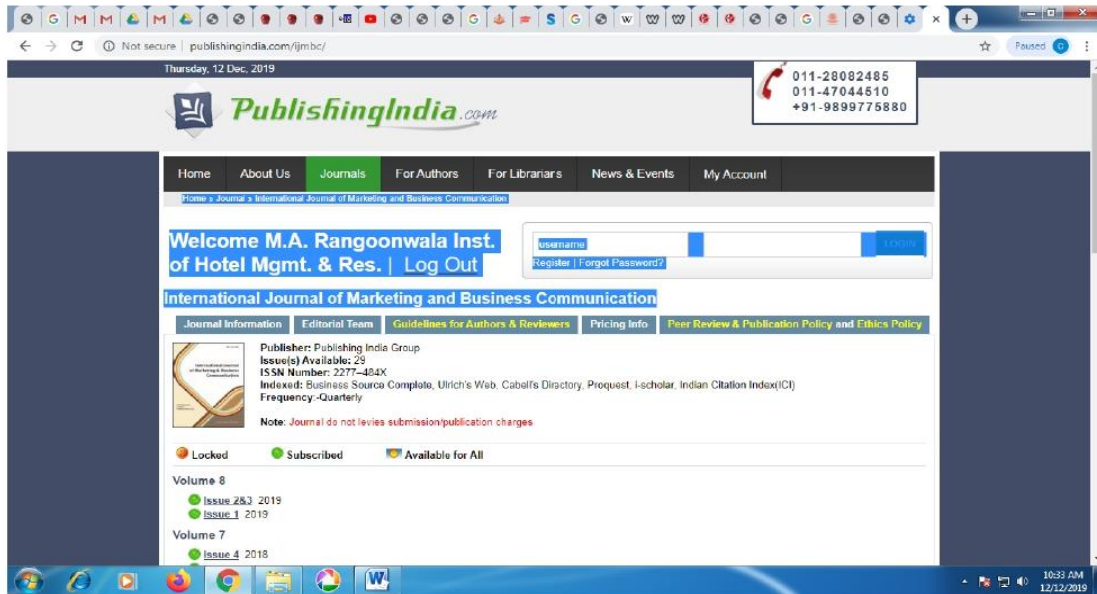 Not secure | publishingindia.com/ijmbc/
Paused
Thursday, 12 Dec, 2019
PublishingIndia.com
011-28082485
011-47044510
+91-9899775880
Home About Us Journals For Authors For Librarians News & Events My Account
Home » Journal » International Journal of Marketing and Business Communication
Welcome M.A. Rangoonwala Inst.
of Hotel Mgmt. & Res. | Log Out
username
LOGIN
Register | Forgot Password?
International Journal of Marketing and Business Communication
Journal Information Editorial Team Guidelines for Authors & Reviewers Pricing Info Peer Review & Publication Policy and Ethics Policy
Publisher: Publishing India Group
Issue(s) Available: 29
ISSN Number: 2277–484X
Indexed: Business Source Complete, Ulrich's Web, Cabell's Directory, Proquest, I-scholar, Indian Citation Index(ICI)
Frequency:-Quarterly
Note: Journal do not levies submission/publication charges
Locked Subscribed Available for All
Volume 8
Issue 2&3 2019
Issue 1 2019
Volume 7
Issue 4 2018
10:33 AM
12/12/2019